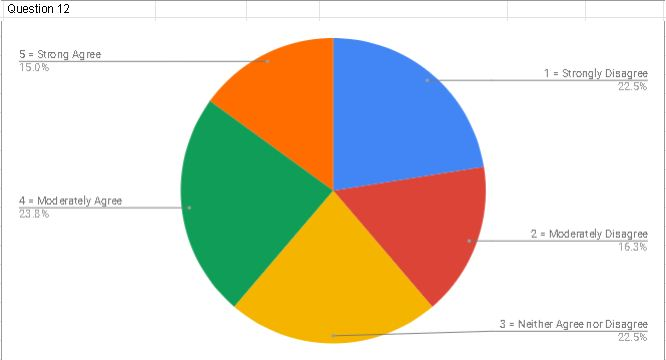 Question 12
5 = Strong Agree
15.0%
1 = Strongly Disagree
22.5%
4 = Moderately Agree
23.8%
2 = Moderately Disagree
16.3%
3 = Neither Agree nor Disagree
22.5%